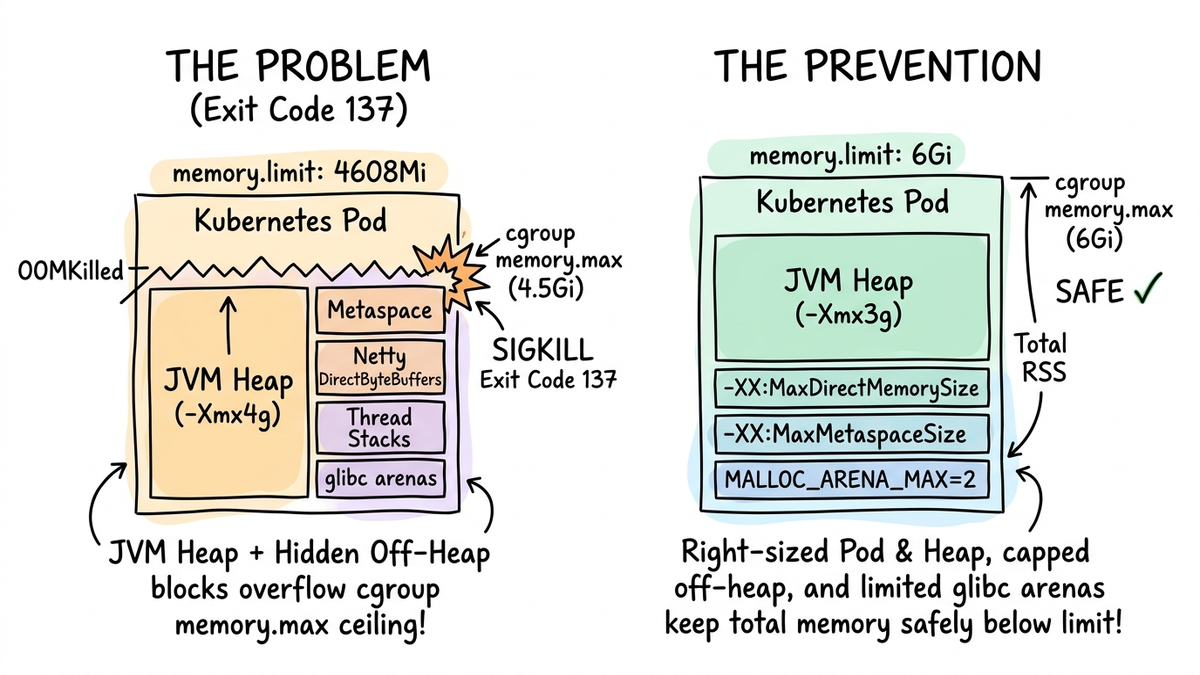 THE PROBLEM
(Exit Code 137)
memory.limit: 4608Mi
Kubernetes Pod
OOMKilled
cgroup
memory.max
(4.5Gi)
SIGKILL
Exit Code 137
JVM Heap
(-Xmx4g)
Metaspace
Netty
DirectByteBuffers
Thread
Stacks
glibc arenas
JVM Heap + Hidden Off-Heap
blocks overflow cgroup
memory.max ceiling!
THE PREVENTION
memory.limit: 6Gi
Kubernetes Pod
cgroup
memory.max
(6Gi)
SAFE ✓
JVM Heap
(-Xmx3g)
Total
RSS
-XX:MaxDirectMemorySize
-XX:MaxMetaspaceSize
MALLOC_ARENA_MAX=2
Right-sized Pod & Heap, capped
off-heap, and limited glibc arenas
keep total memory safely below limit!